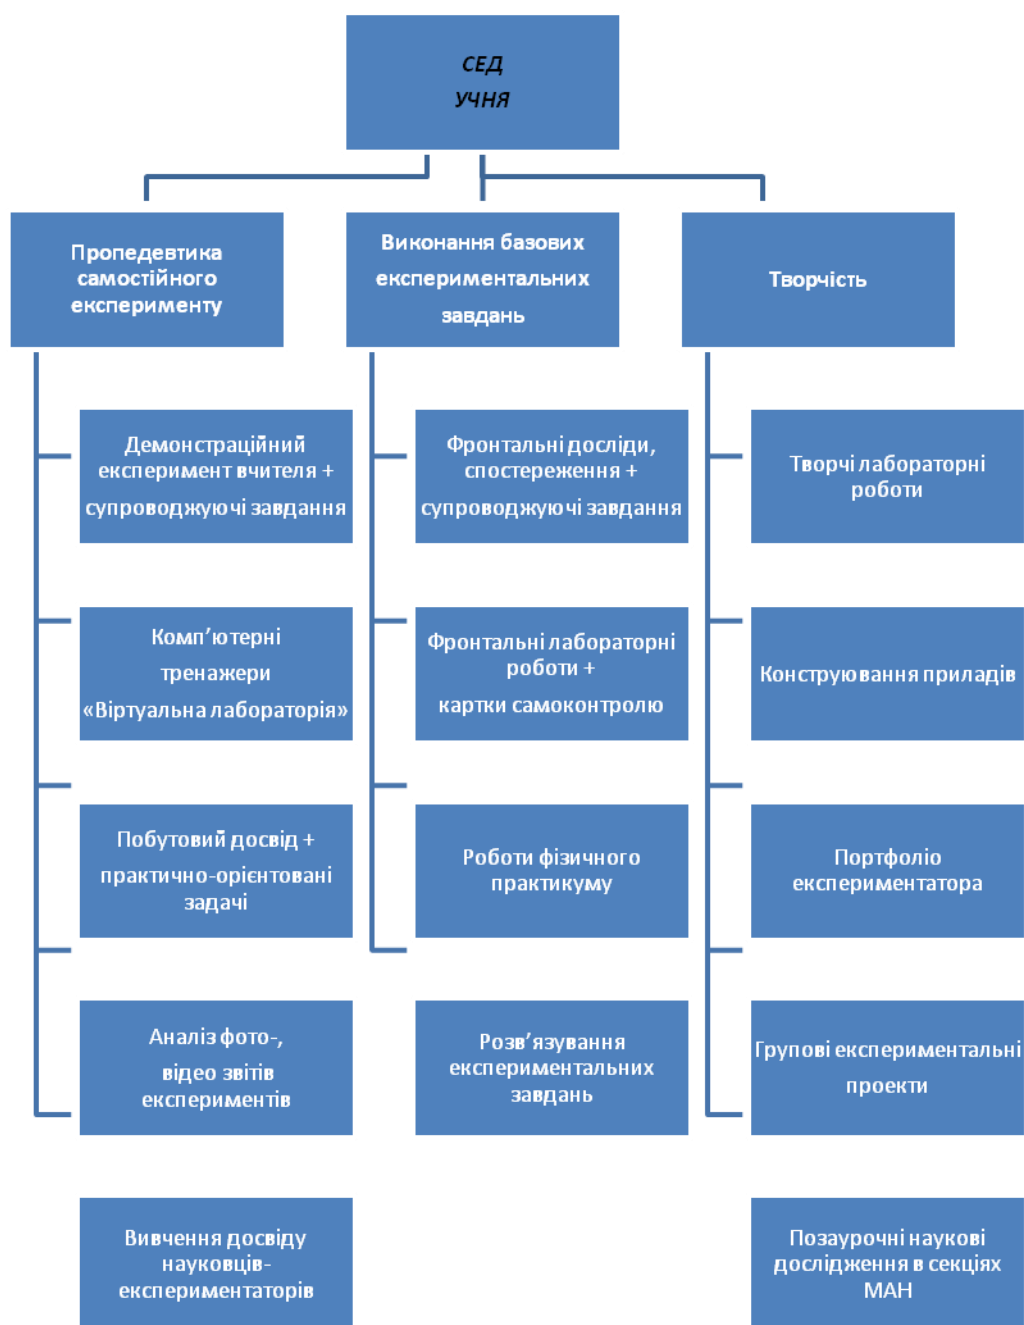 СЕД
УЧНЯ
Пропедевтика
самостійного
експерименту
Виконання базових
експериментальних
завдань
Творчість
Демонстраційний
експеримент вчителя +
супроводжуючі завдання
Комп’ютерні
тренажери
«Віртуальна лабораторія»
Побутовий досвід +
практично-орієнтовані
задачі
Аналіз фото-,
відео звітів
експериментів
Вивчення досвіду
науковців-
експериментаторів
Фронтальні досліди,
спостереження +
супроводжуючі завдання
Фронтальні лабораторні
роботи +
картки самоконтролю
Роботи фізичного
практикуму
Розв’язування
експериментальних
завдань
Творчі лабораторні
роботи
Конструювання приладів
Портфоліо
експериментатора
Групові експериментальні
проекти
Позаурочні наукові
дослідження в секціях
МАН